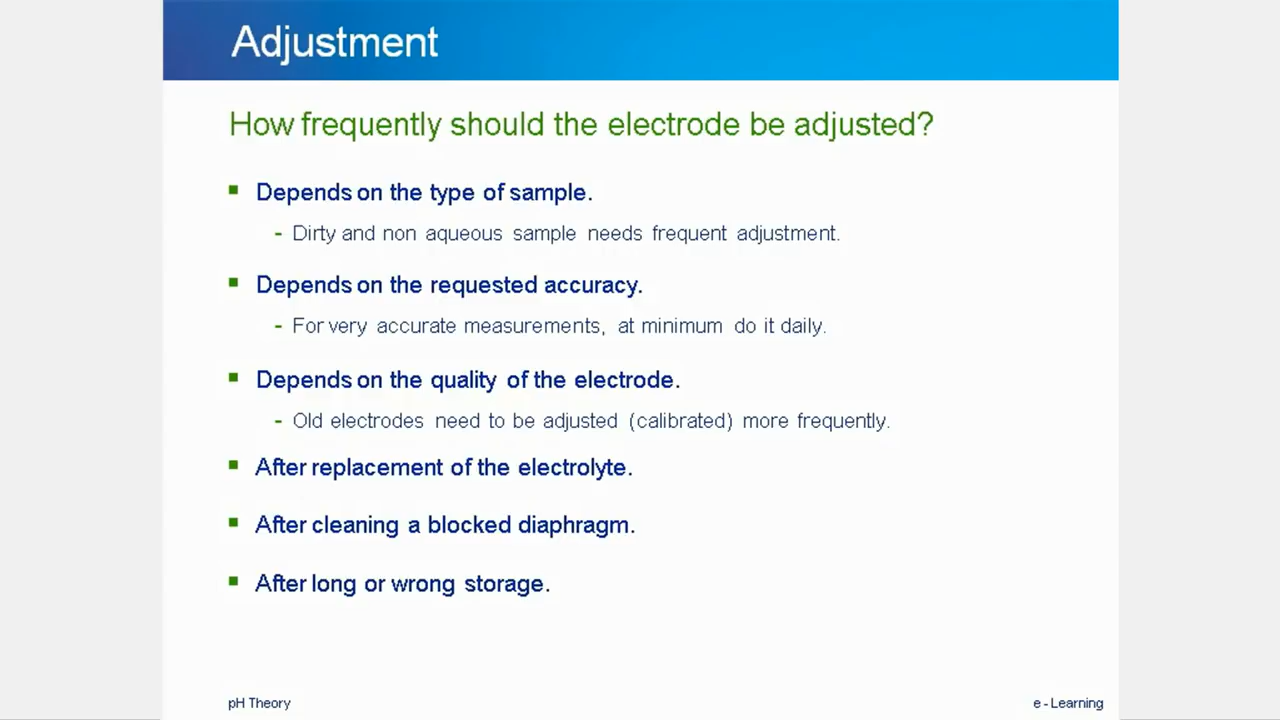 Adjustment
How frequently should the electrode be adjusted?
▪ Depends on the type of sample.
- Dirty and non aqueous sample needs frequent adjustment.
▪ Depends on the requested accuracy.
- For very accurate measurements, at minimum do it daily.
▪ Depends on the quality of the electrode.
- Old electrodes need to be adjusted (calibrated) more frequently.
▪ After replacement of the electrolyte.
▪ After cleaning a blocked diaphragm.
▪ After long or wrong storage.
pH Theory
e - Learning